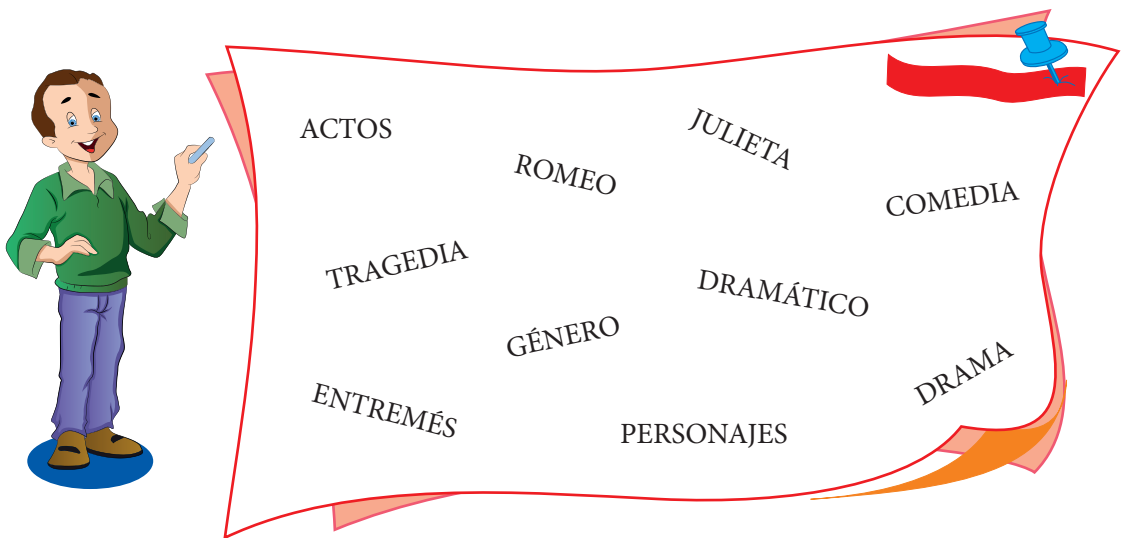 ACTOS
JULIETA
ROMEO
COMEDIA
TRAGEDIA
DRAMÁTICO
GÉNERO
DRAMA
ENTREMÉS
PERSONAJES